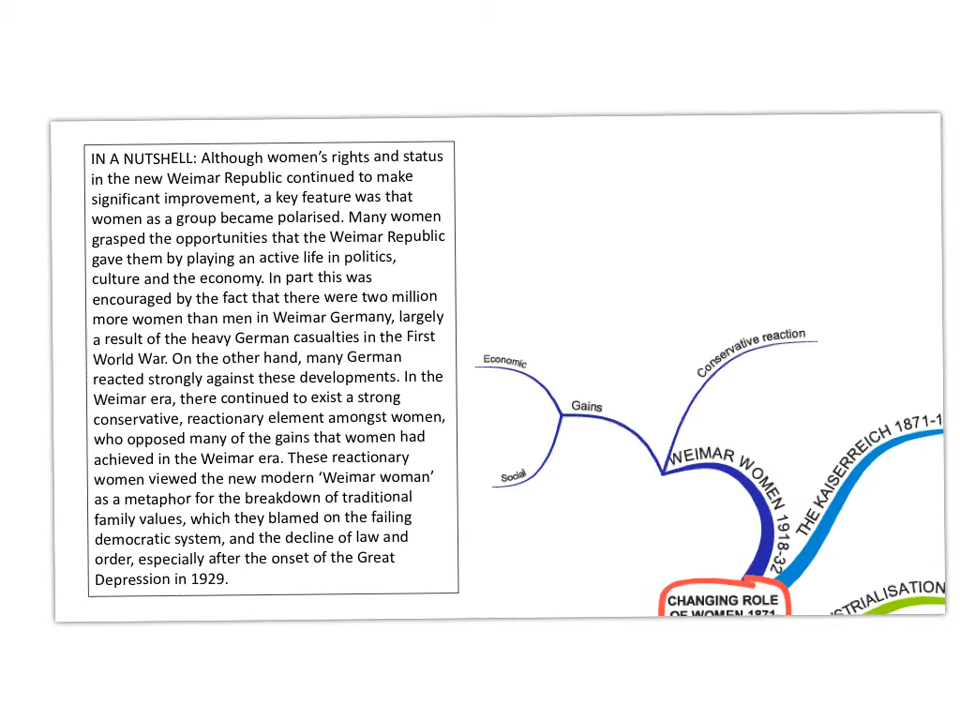 IN A NUTSHELL: Although women's rights and status
in the new Weimar Republic continued to make
significant improvement, a key feature was that
women as a group became polarised. Many women
grasped the opportunities that the Weimar Republic
gave them by playing an active life in politics,
culture and the economy. In part this was
encouraged by the fact that there were two million
more women than men in Weimar Germany, largely
a result of the heavy German casualties in the First
World War. On the other hand, many German
reacted strongly against these developments. In the
Weimar era, there continued to exist a strong
conservative, reactionary element amongst women,
who opposed many of the gains that women had
achieved in the Weimar era. These reactionary
women viewed the new modern ‘Weimar woman’
as a metaphor for the breakdown of traditional
family values, which they blamed on the failing
democratic system, and the decline of law and
order, especially after the onset of the Great
Depression in 1929.
Conservative reaction
Economic
Gains
Social
WEIMAR WOMEN 1918-32
THE KAISERREICH 1871-1
STRIALISATION
CHANGING ROLE
OF WOMEN 1871-